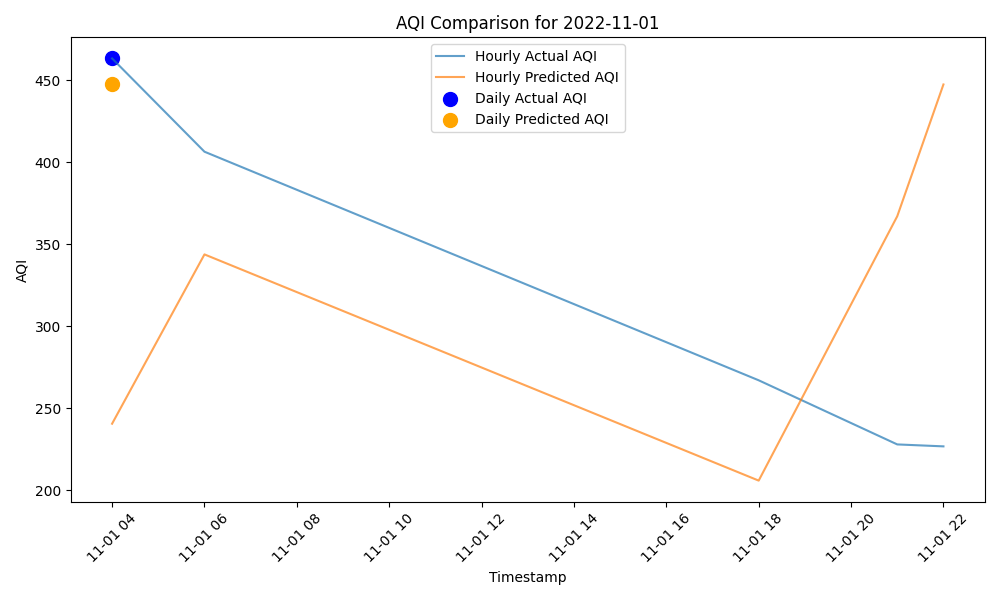 AQI Comparison for 2022-11-01
Hourly Actual AQI
Hourly Predicted AQI
Daily Actual AQI
Daily Predicted AQI
AQI
450
400
350
300
250
200
11-01 04
11-01 06
11-01 08
11-01 10
11-01 12
11-01 14
11-01 16
11-01 18
11-01 20
11-01 22
Timestamp